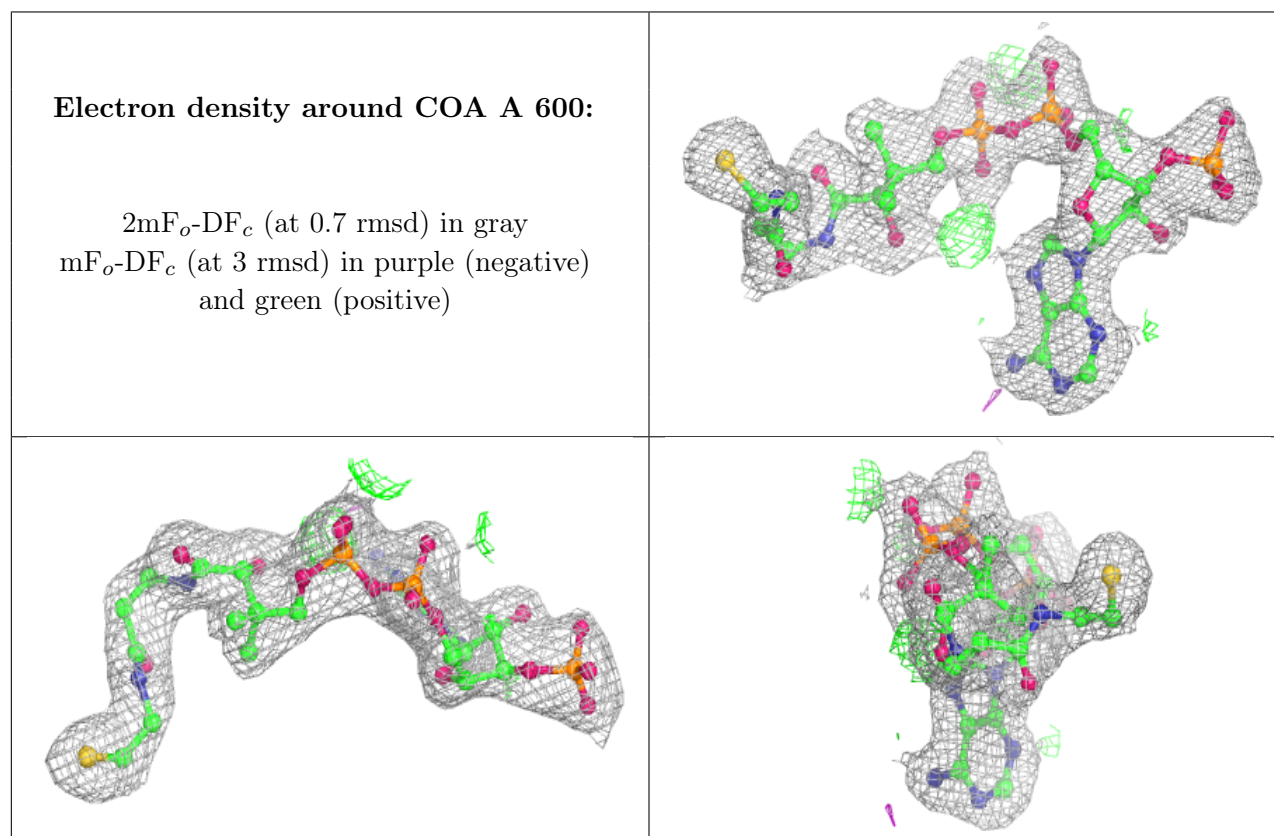 Electron density around COA A 600:
2mFo-DFc (at 0.7 rmsd) in gray
mFo-DFc (at 3 rmsd) in purple (negative)
and green (positive)